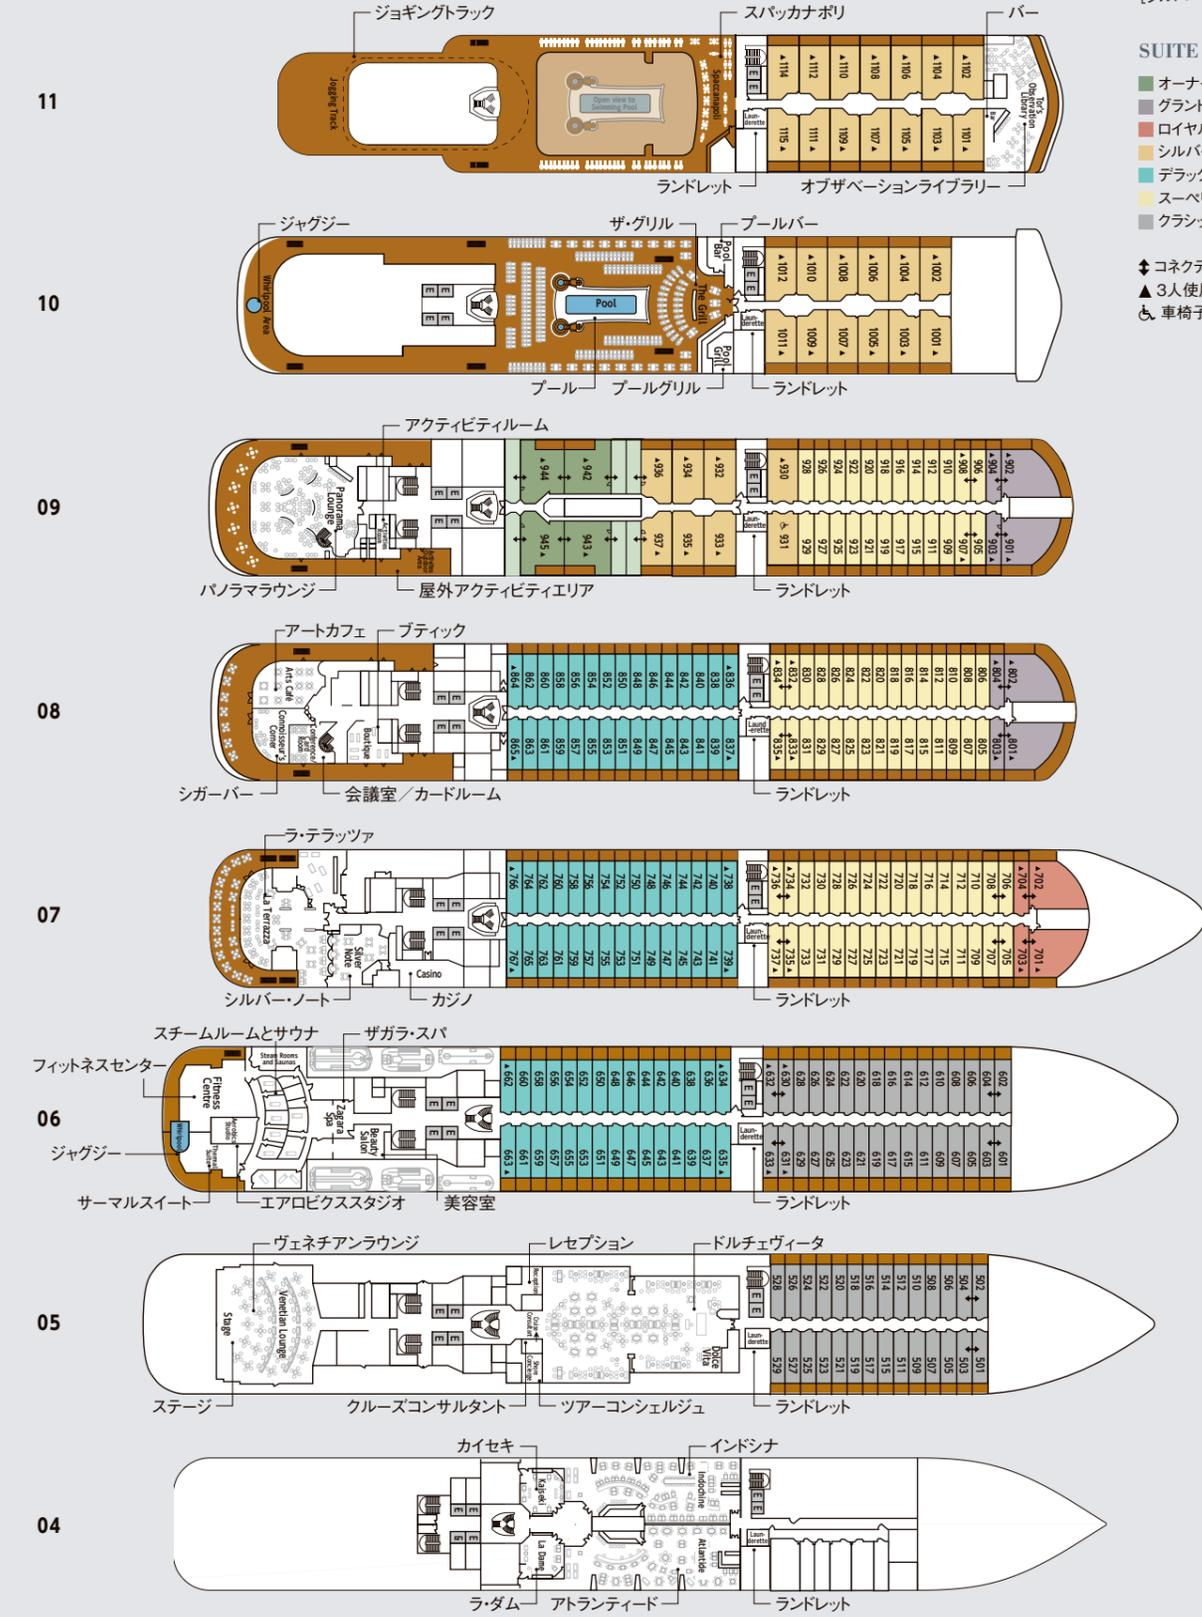 ジョギングトラック
スパッカナポリ
バー
11
Jogging Track
Open view to
Swimming Pool
Spaccanapoli
Laun-
derette
Bar
Tor's
Observation
Library
1114 1112 1110 1108 1106 1104 1102
1115 1111 1109 1107 1105 1103 1101
ランドレット
オブザベーションライブラリー
SUITE
オーナ
グラント
ロイヤル
シルバ
デラック
スーペリ
クラシッ
コネクテ
3人使用
車椅子
ジャグジー
ザ・グリル
プールバー
10
Whirlpool Area
Pool
The Grill
Pool
Bar
Pool
Grill
Laun-
derette
1012 1010 1008 1006 1004 1002
1011 1009 1007 1005 1003 1001
プール
プールグリル
ランドレット
アクティビティルーム
09
Panorama
Lounge
Activities
Room
Activities
Outdoor
Area
Laun-
derette
944 942 936 934 932 930 928 926 924 922 920 918 916 914 912 910 908 906 904 902
945 943 937 935 933 931 929 927 925 923 921 919 917 915 911 909 907 905 903 901
パノラマラウンジ
屋外アクティビティエリア
ランドレット
アートカフェ
ブティック
08
Arts Café
Connoisseur's
Corner
Conference/
Card
Room
Boutique
Laund
-erette
864 862 860 858 856 854 852 850 848 846 844 842 840 838 836 834 832 830 828 826 824 822 820 818 816 814 812 810 808 806 804 802
865 863 861 859 857 855 853 851 849 847 845 843 841 839 837 835 833 831 829 827 825 823 821 819 817 815 811 809 807 805 803 801
シガーバー
会議室／カードルーム
ランドレット
ラ・テラッツァ
07
La Terrazza
Silver
Note
Casino
Laun-
derette
766 764 762 760 758 756 754 752 750 748 746 744 742 740 738 736 734 732 730 728 726 724 722 720 718 716 714 712 710 708 706 704 702
767 765 763 761 759 757 755 753 751 749 747 745 743 741 739 737 735 733 731 729 727 725 723 721 719 717 715 711 709 707 705 703 701
シルバー・ノート
カジノ
ランドレット
スチームルームとサウナ
ザガラ・スパ
フィットネスセンター
06
Steam Rooms
and Saunas
Fitness
Centre
Whirlpool
Aerobics
Studio
Thermal
Suite
Zagara
Spa
Beauty
Salon
Laun-
derette
662 660 658 656 654 652 650 648 646 644 642 640 638 636 634 632 630 628 626 624 622 620 618 616 614 612 610 608 606 604 602
663 661 659 657 655 653 651 649 647 645 643 641 639 637 635 633 631 629 627 625 623 621 619 617 615 611 609 607 605 603 601
ジャグジー
サーマルスイート
エアロビクススタジオ
美容室
ランドレット
ヴェネチアンラウンジ
レセプション
ドルチェヴィータ
05
Stage
Venetian Lounge
Reception
Cruise
Consultant
Shore
Concierge
Dolce
Vita
Laun-
derette
528 526 524 522 520 518 516 514 512 510 508 506 504 502
529 527 525 523 521 519 517 515 511 509 507 505 503 501
ステージ
クルーズコンサルタント
ツアーコンシェルジュ
ランドレット
カイセキ
インドシナ
04
Kaiseki
La Dame
Indochine
Atlantide
Laun-
derette
ラ・ダム
アトランティード
ランドレット